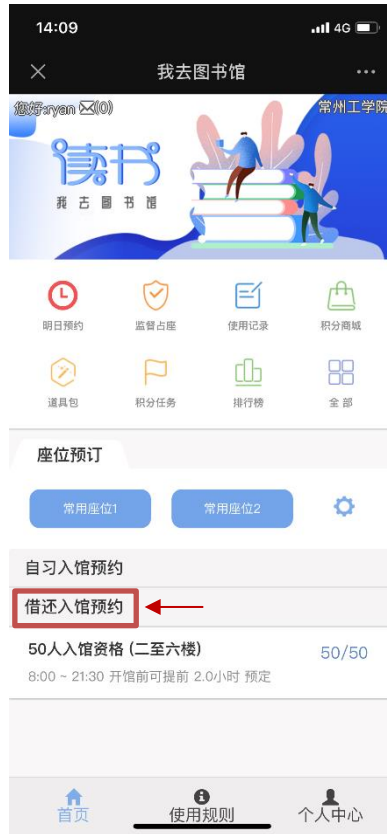 14:09
4G
我去图书馆
您好:ryan (0)
常州工学院
读书
我去图书馆
明日预约 监督占座 使用记录 积分商城
道具包 积分任务 排行榜 全部
座位预订
常用座位1 常用座位2
自习入馆预约
借还入馆预约
50人入馆资格 (二至六楼)
50/50
8:00 ~ 21:30 开馆前可提前 2.0小时 预定
首页 使用规则 个人中心